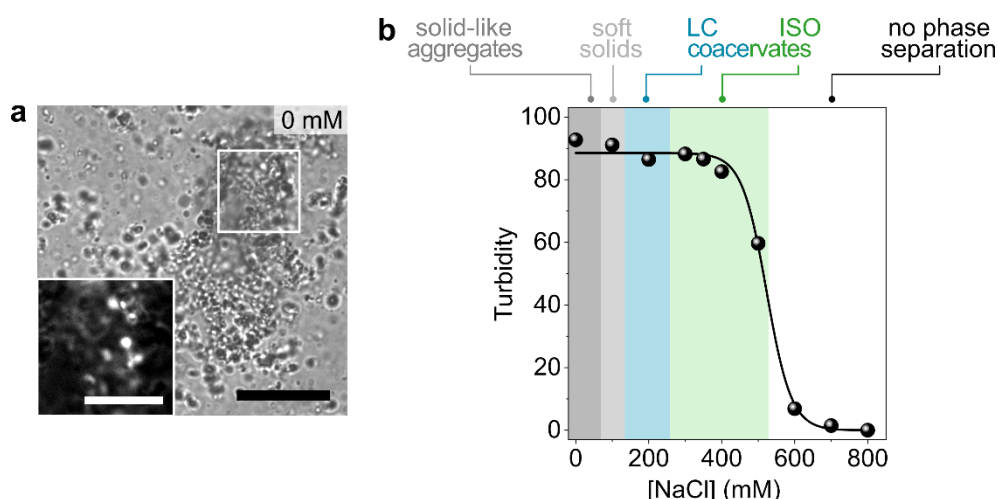 a
0 mM
b
solid-like
aggregates
soft
solids
LC ISO
coacervates
no phase
separation
Turbidity
100
80
60
40
20
0
0 200 400 600 800
[NaCl] (mM)